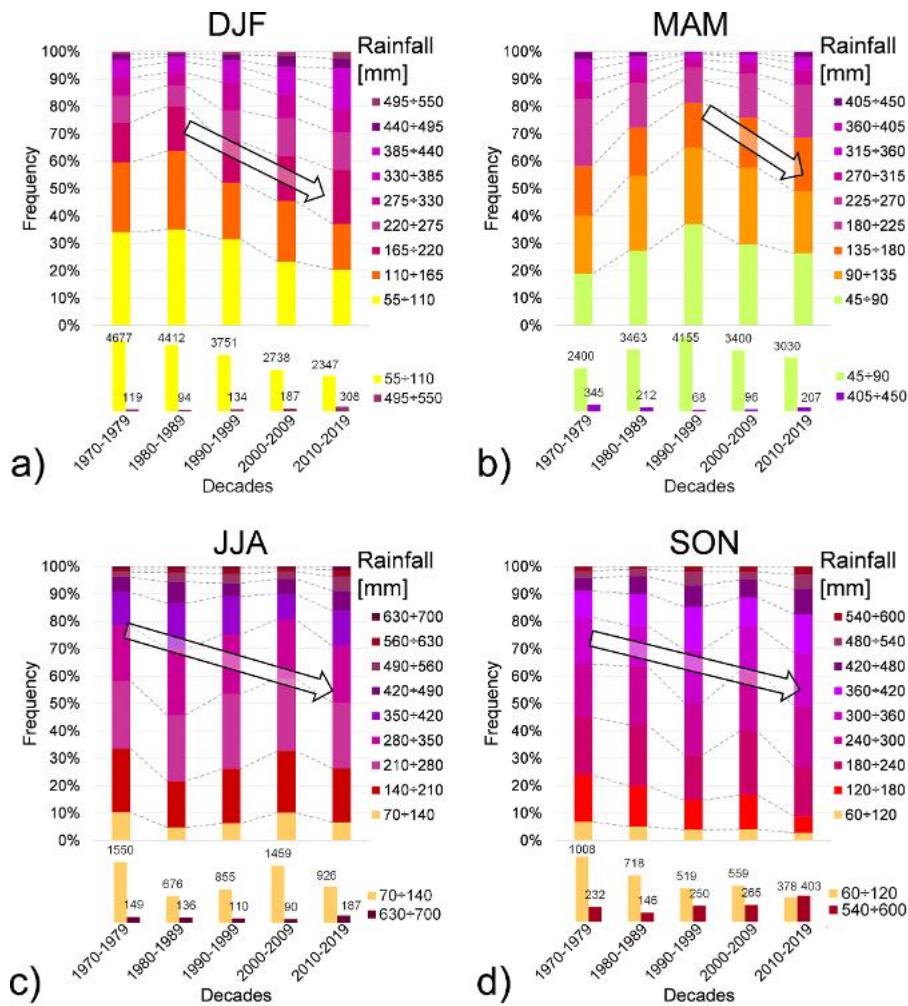 DJF
Rainfall
[mm]
Frequency
100%
90%
80%
70%
60%
50%
40%
30%
20%
10%
0%
495÷550
440÷495
385÷440
330÷385
275÷330
220÷275
165÷220
110÷165
55÷110
4677 4412 3751 2738 2347
119 94 134 187 308
55÷110
495÷550
1970-1979 1980-1989 1990-1999 2000-2009 2010-2019
Decades
a)
MAM
Rainfall
[mm]
Frequency
100%
90%
80%
70%
60%
50%
40%
30%
20%
10%
0%
405÷450
360÷405
315÷360
270÷315
225÷270
180÷225
135÷180
90÷135
45÷90
2400 3463 4155 3400 3030
345 212 68 96 207
45÷90
405÷450
1970-1979 1980-1989 1990-1999 2000-2009 2010-2019
Decades
b)
JJA
Rainfall
[mm]
Frequency
100%
90%
80%
70%
60%
50%
40%
30%
20%
10%
0%
630÷700
560÷630
490÷560
420÷490
350÷420
280÷350
210÷280
140÷210
70÷140
1550 676 855 1459 926
149 136 110 90 187
70÷140
630÷700
1970-1979 1980-1989 1990-1999 2000-2009 2010-2019
Decades
c)
SON
Rainfall
[mm]
Frequency
100%
90%
80%
70%
60%
50%
40%
30%
20%
10%
0%
540÷600
480÷540
420÷480
360÷420
300÷360
240÷300
180÷240
120÷180
60÷120
1008 718 519 559 378
232 146 250 265 403
60÷120
540÷600
1970-1979 1980-1989 1990-1999 2000-2009 2010-2019
Decades
d)